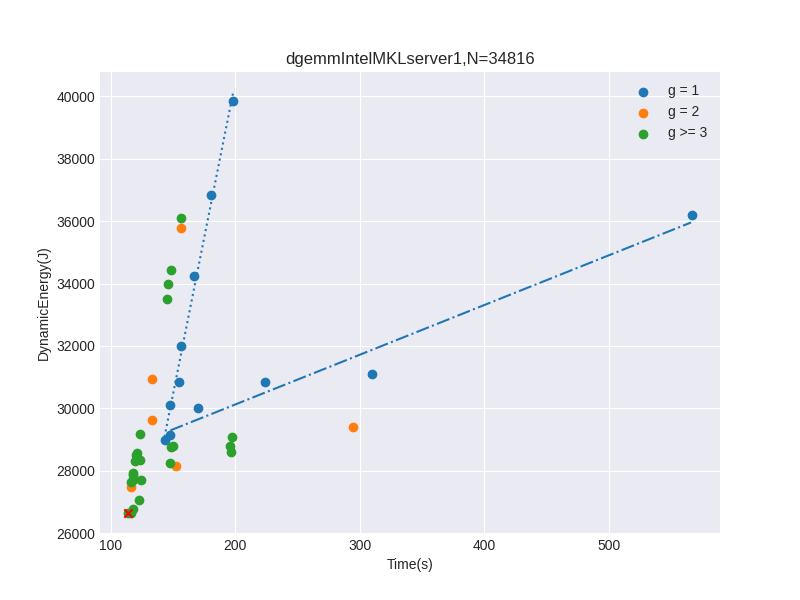 dgemmIntelMKLserver1,N=34816
g = 1
g = 2
g >= 3
DynamicEnergy(J)
40000
38000
36000
34000
32000
30000
28000
26000
100 200 300 400 500
Time(s)